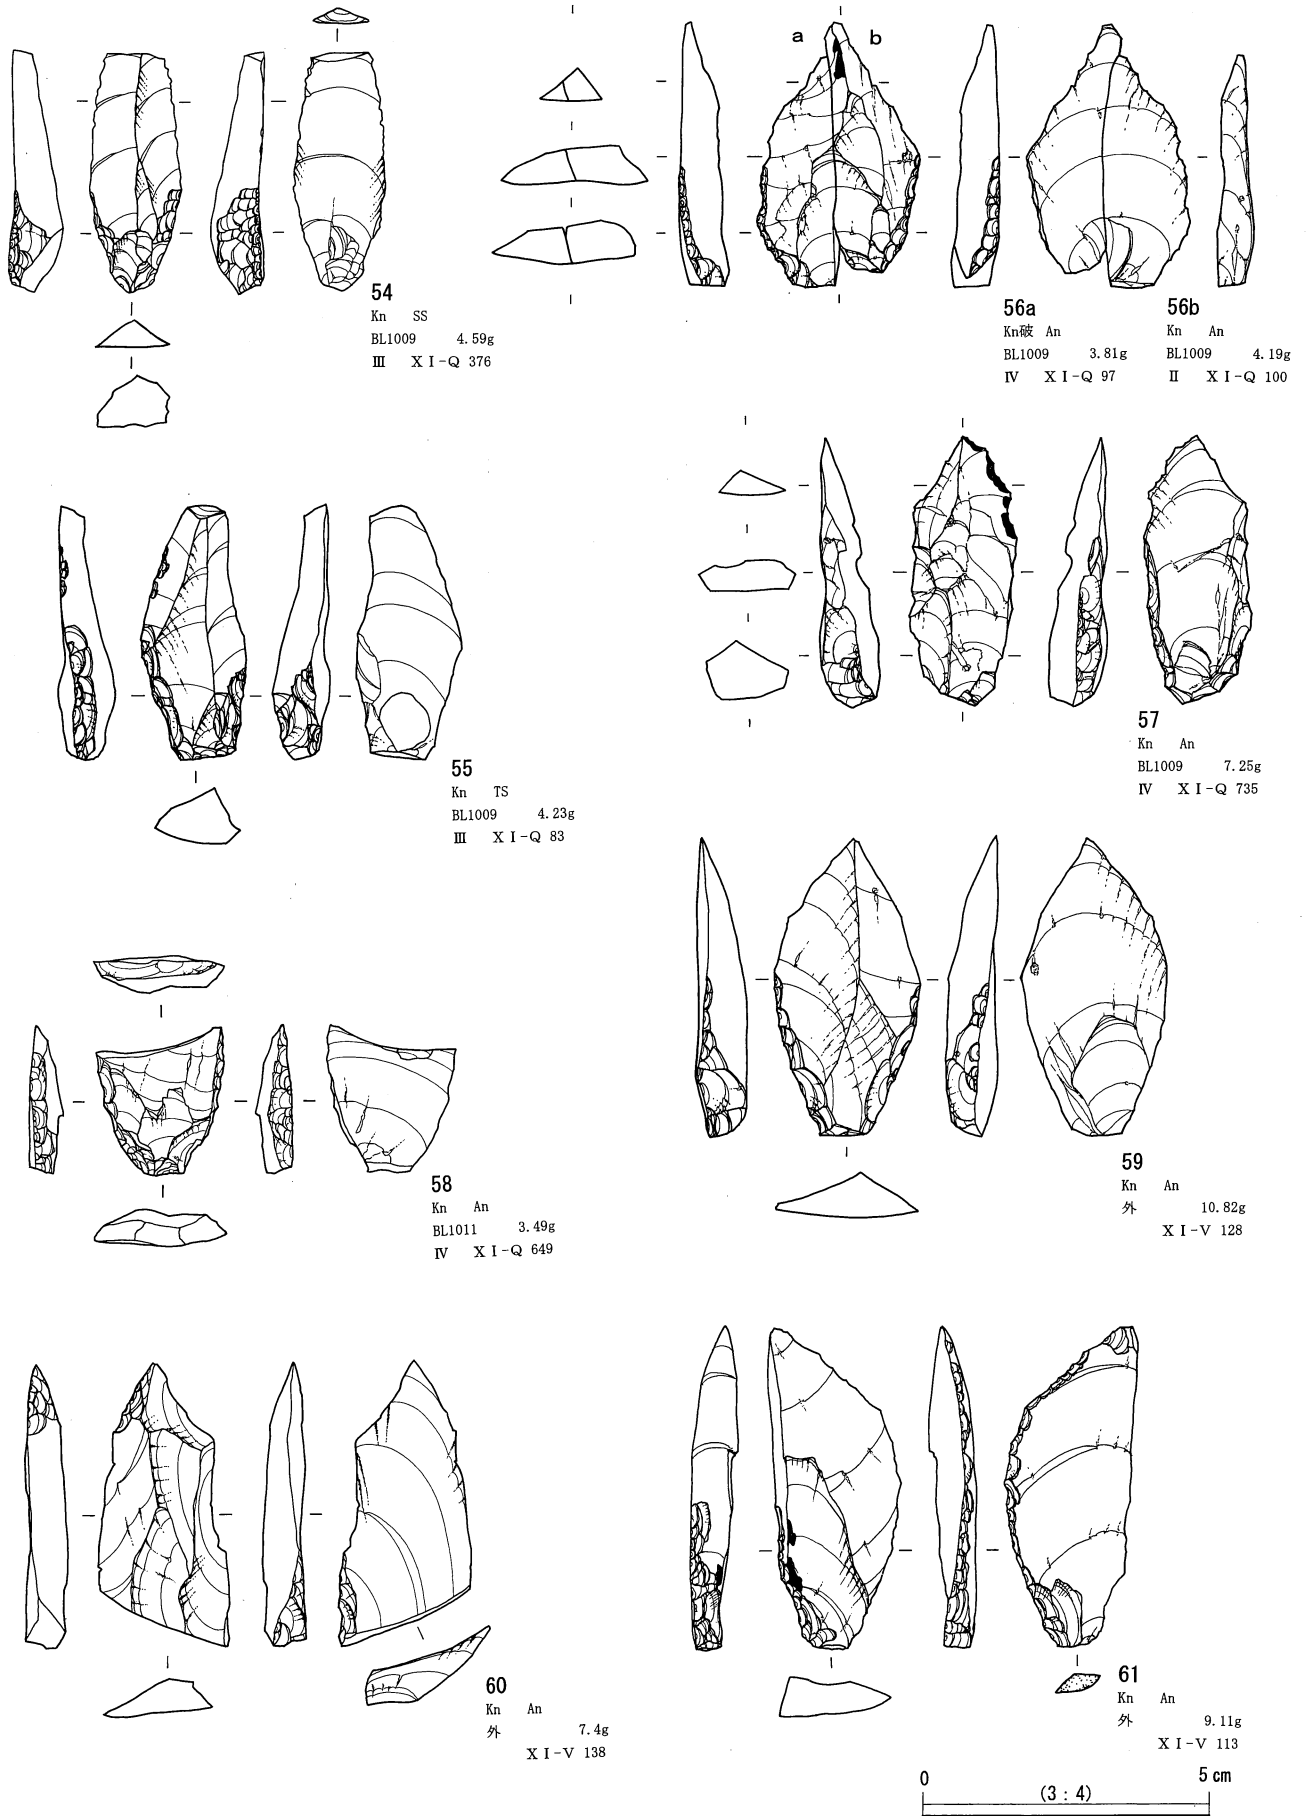 54
Kn SS
BL1009 4.59g
Ⅲ ⅩⅠ-Q 376
a b
56a
Kn破 An
BL1009 3.81g
Ⅳ ⅩⅠ-Q 97
56b
Kn An
BL1009 4.19g
Ⅱ ⅩⅠ-Q 100
55
Kn TS
BL1009 4.23g
Ⅲ ⅩⅠ-Q 83
57
Kn An
BL1009 7.25g
Ⅳ ⅩⅠ-Q 735
58
Kn An
BL1011 3.49g
Ⅳ ⅩⅠ-Q 649
59
Kn An
外 10.82g
ⅩⅠ-V 128
60
Kn An
外 7.4g
ⅩⅠ-V 138
61
Kn An
外 9.11g
ⅩⅠ-V 113
0 5 cm
(3:4)